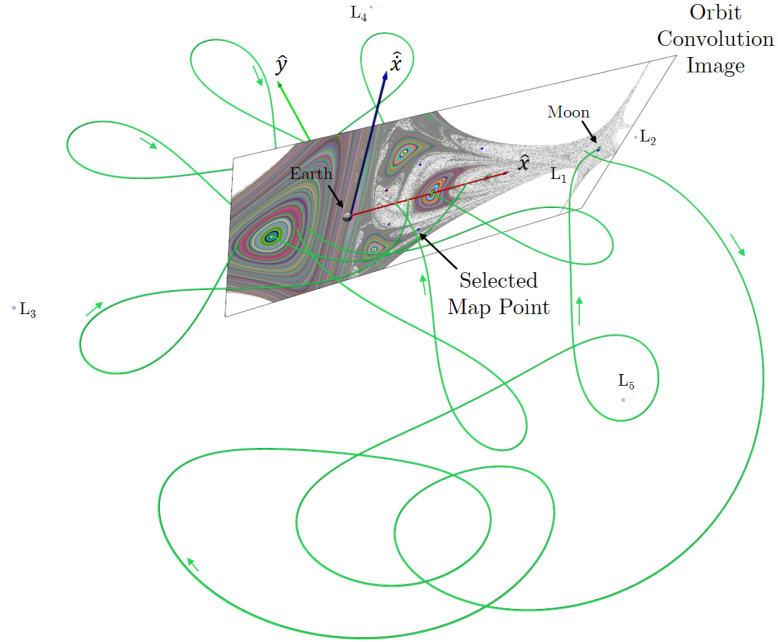 L₄
Orbit
Convolution
Image
ŷ
ẋ̂
Moon
L₂
Earth
x̂
L₁
Selected
Map Point
L₃
L₅